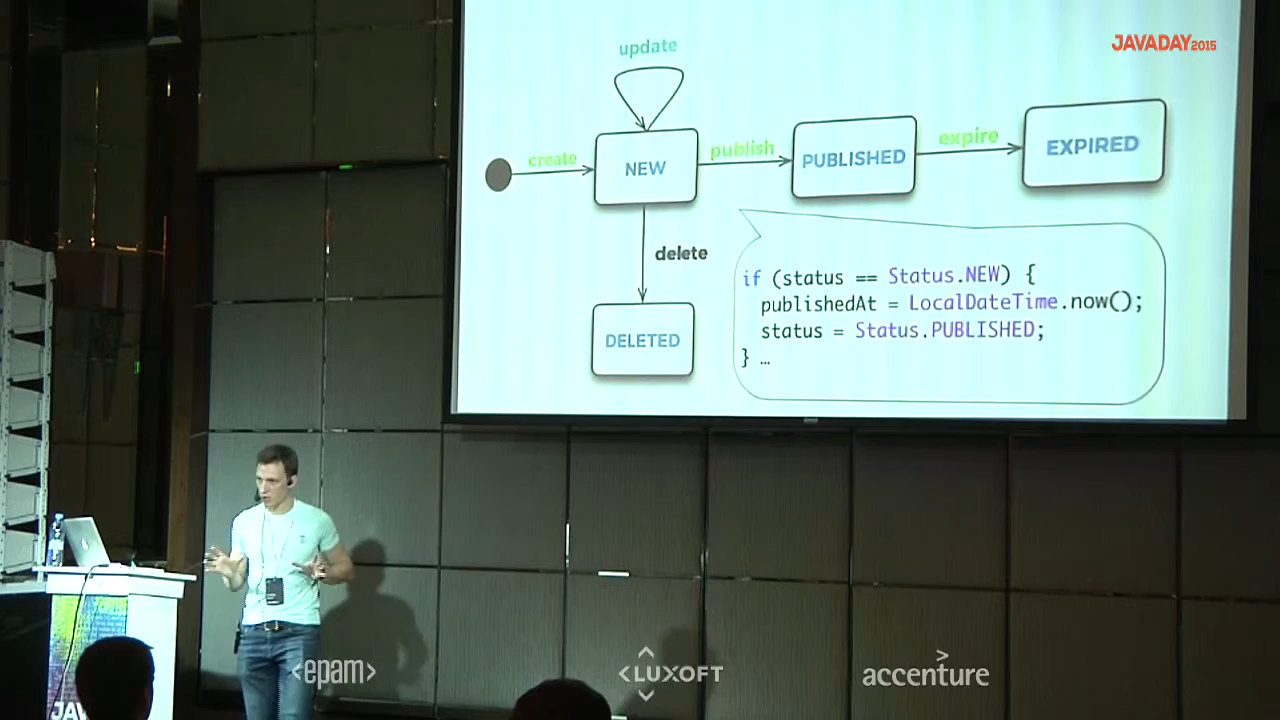 JAVADAY2015
update
create
NEW
publish
PUBLISHED
expire
EXPIRED
delete
DELETED
if (status == Status.NEW) {
publishedAt = LocalDateTime.now();
status = Status.PUBLISHED;
} …
<epam>
LUXOFT
accenture
JAV